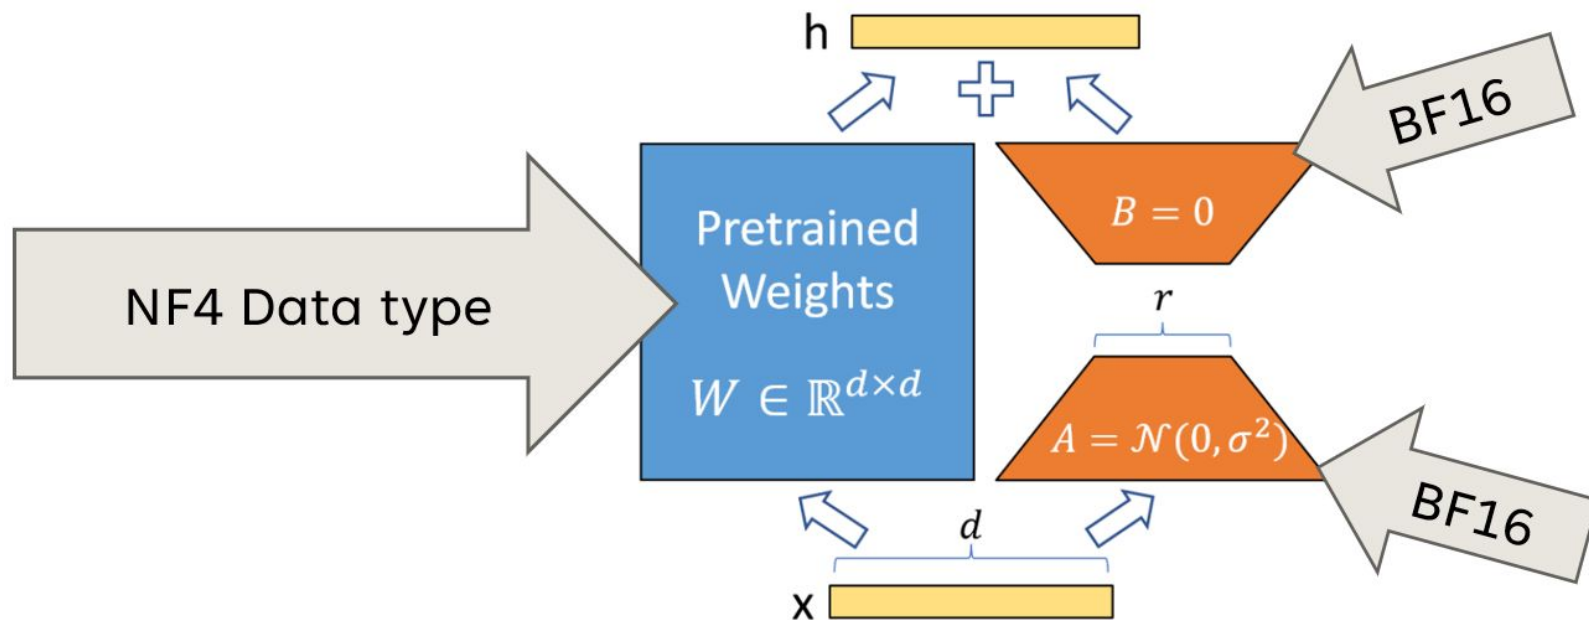 h
BF16
Pretrained
Weights
B = 0
NF4 Data type
r
W ∈ ℝ^{d×d}
A = 𝒩(0, σ²)
BF16
d
x